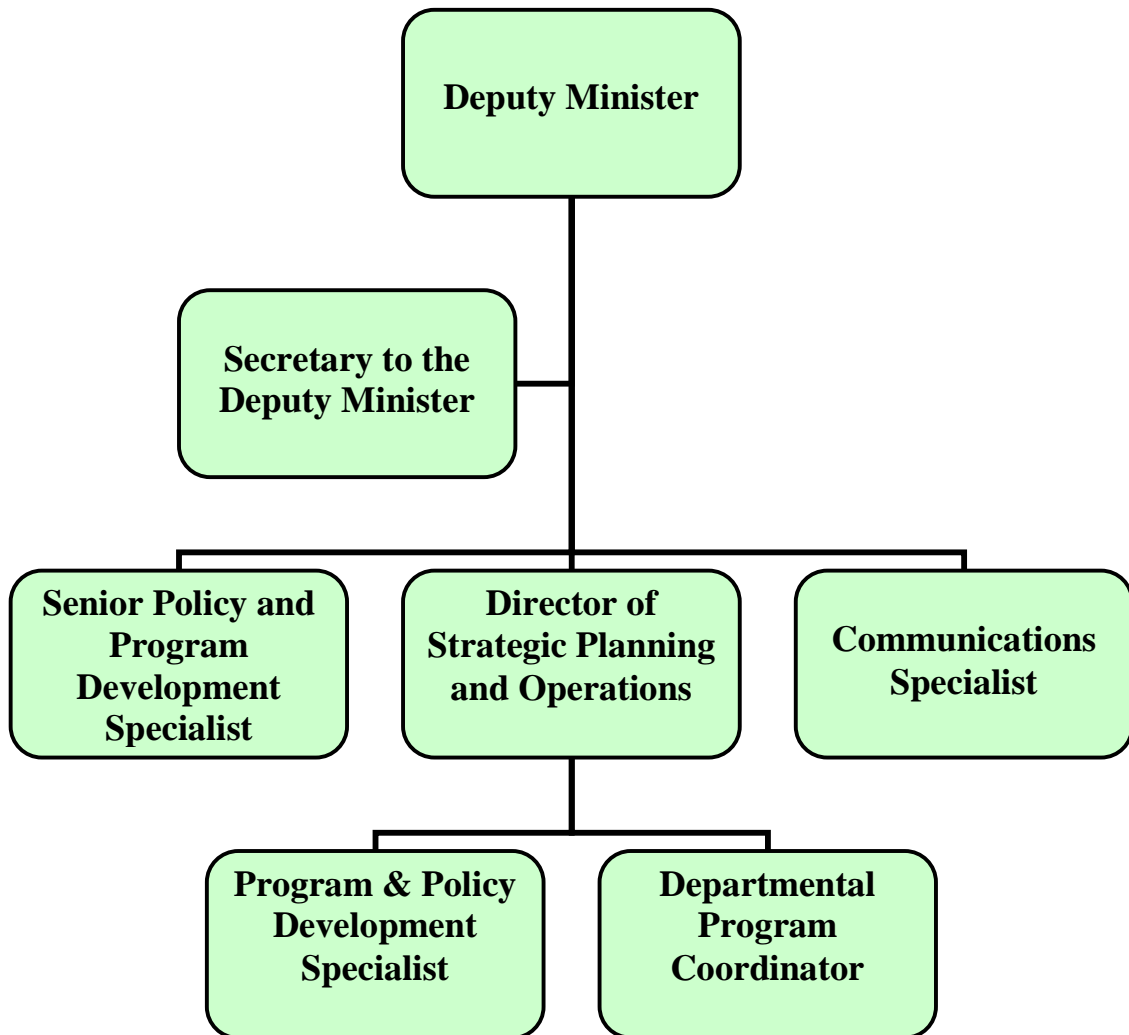 Deputy Minister
Secretary to the
Deputy Minister
Senior Policy and
Program
Development
Specialist
Director of
Strategic Planning
and Operations
Communications
Specialist
Program & Policy
Development
Specialist
Departmental
Program
Coordinator